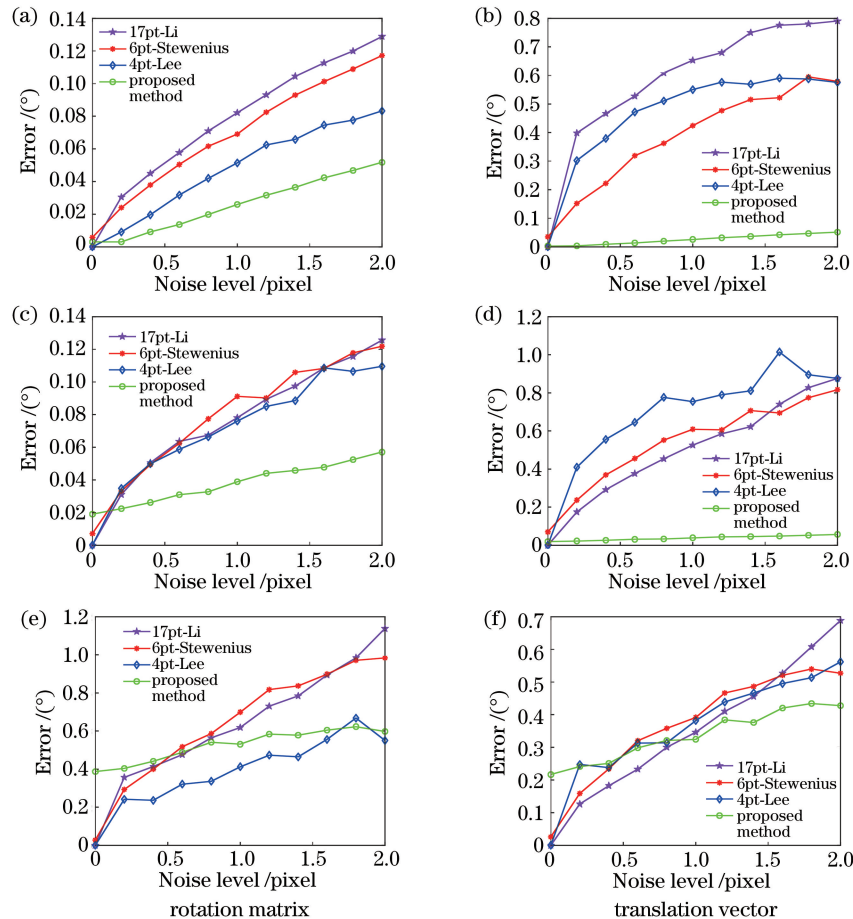 (a)
0.14
0.12
0.10
0.08
0.06
0.04
0.02
0
Error /(°)
17pt-Li
6pt-Stewenius
4pt-Lee
proposed
method
0 0.5 1.0 1.5 2.0
Noise level /pixel
(b)
0.8
0.7
0.6
0.5
0.4
0.3
0.2
0.1
0
Error /(°)
17pt-Li
6pt-Stewenius
4pt-Lee
proposed
method
0 0.5 1.0 1.5 2.0
Noise level /pixel
(c)
0.14
0.12
0.10
0.08
0.06
0.04
0.02
0
Error /(°)
17pt-Li
6pt-Stewenius
4pt-Lee
proposed
method
0 0.5 1.0 1.5 2.0
Noise level /pixel
(d)
1.2
1.0
0.8
0.6
0.4
0.2
0
Error /(°)
17pt-Li
6pt-Stewenius
4pt-Lee
proposed
method
0 0.5 1.0 1.5 2.0
Noise level /pixel
(e)
1.2
1.0
0.8
0.6
0.4
0.2
0
Error /(°)
17pt-Li
6pt-Stewenius
4pt-Lee
proposed
method
0 0.5 1.0 1.5 2.0
Noise level /pixel
rotation matrix
(f)
0.7
0.6
0.5
0.4
0.3
0.2
0.1
0
Error /(°)
17pt-Li
6pt-Stewenius
4pt-Lee
proposed
method
0 0.5 1.0 1.5 2.0
Noise level /pixel
translation vector